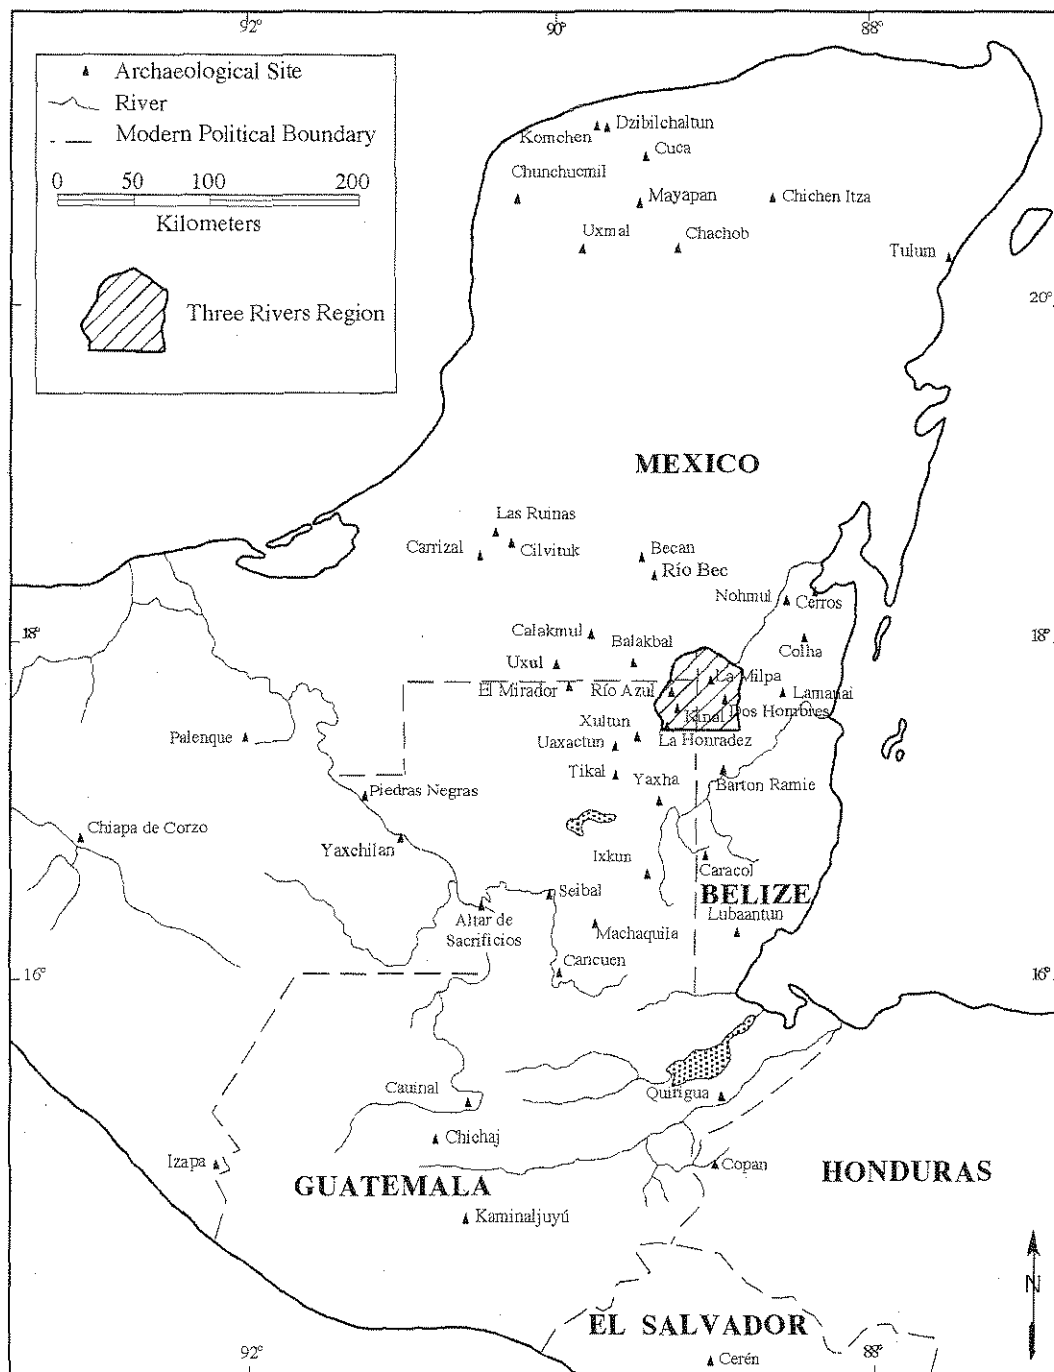 92°
90°
88°
Archaeological Site
River
Modern Political Boundary
0 50 100 200
Kilometers
Three Rivers Region
Komchen
Dzibilchaltun
Cuca
Chunchucmil
Mayapan
Chichen Itza
Uxmal
Chachob
Tulum
20°
MEXICO
Las Ruinas
Carrizal
Cilvituk
Becan
Río Bec
Nohmul
Cerros
18°
18°
Calakmul
Balakbal
Colha
Uxul
La Milpa
El Mirador
Río Azul
Lamanai
Kinal
Dos Hombres
Xultun
La Honradez
Palenque
Uaxactun
Tikal
Yaxha
Barton Ramie
Piedras Negras
Chiapa de Corzo
Yaxchilan
Ixkun
Caracol
Seibal
BELIZE
Altar de
Sacrificios
Lubaantun
Machaquila
Cancuen
16°
16°
Cauinal
Quirigua
Chichaj
Izapa
Copan
GUATEMALA
HONDURAS
Kaminaljuyú
N
EL SALVADOR
Cerén
92°
88°